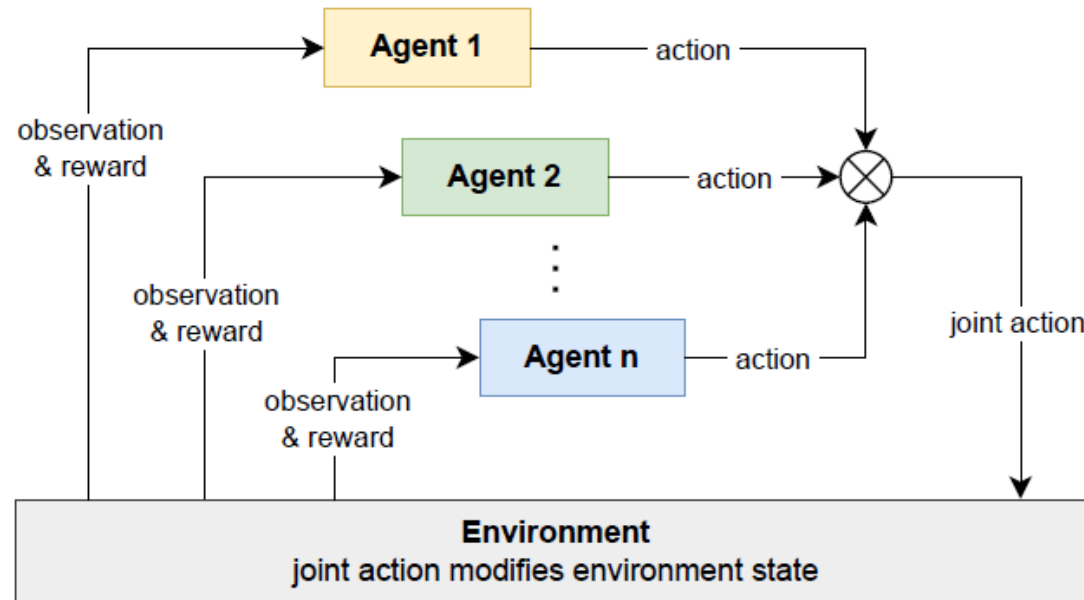 Agent 1
action
observation
& reward
Agent 2
action
observation
& reward
Agent n
action
joint action
observation
& reward
Environment
joint action modifies environment state